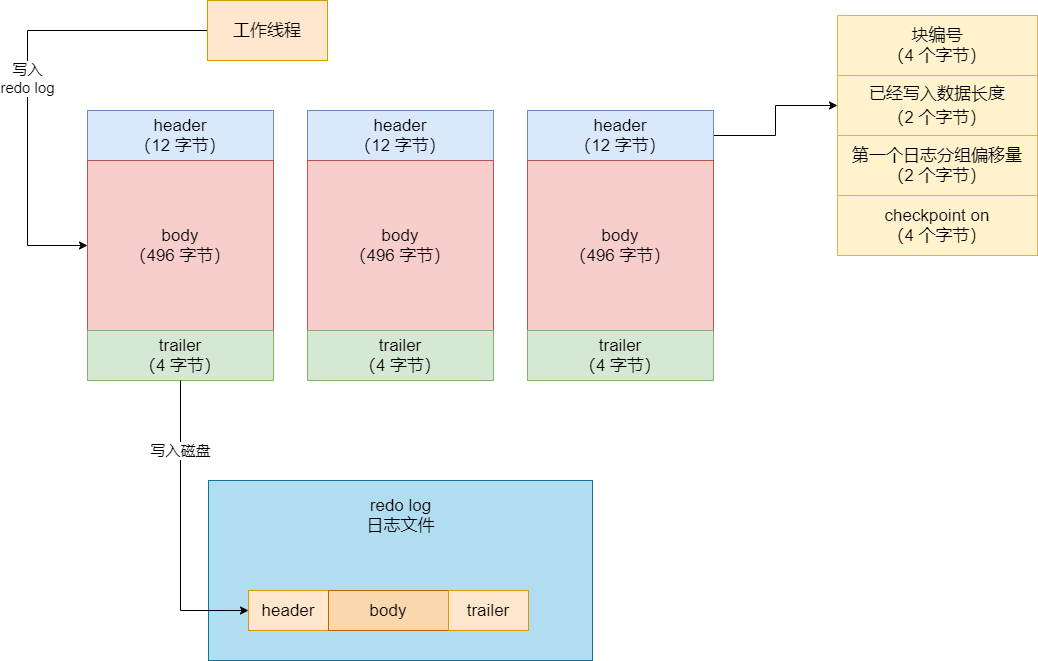 工作线程
写入
redo log
header
（12 字节）
body
（496 字节）
trailer
（4 字节）
header
（12 字节）
body
（496 字节）
trailer
（4 字节）
header
（12 字节）
body
（496 字节）
trailer
（4 字节）
块编号
（4 个字节）
已经写入数据长度
（2 个字节）
第一个日志分组偏移量
（2 个字节）
checkpoint on
（4 个字节）
写入磁盘
redo log
日志文件
header
body
trailer